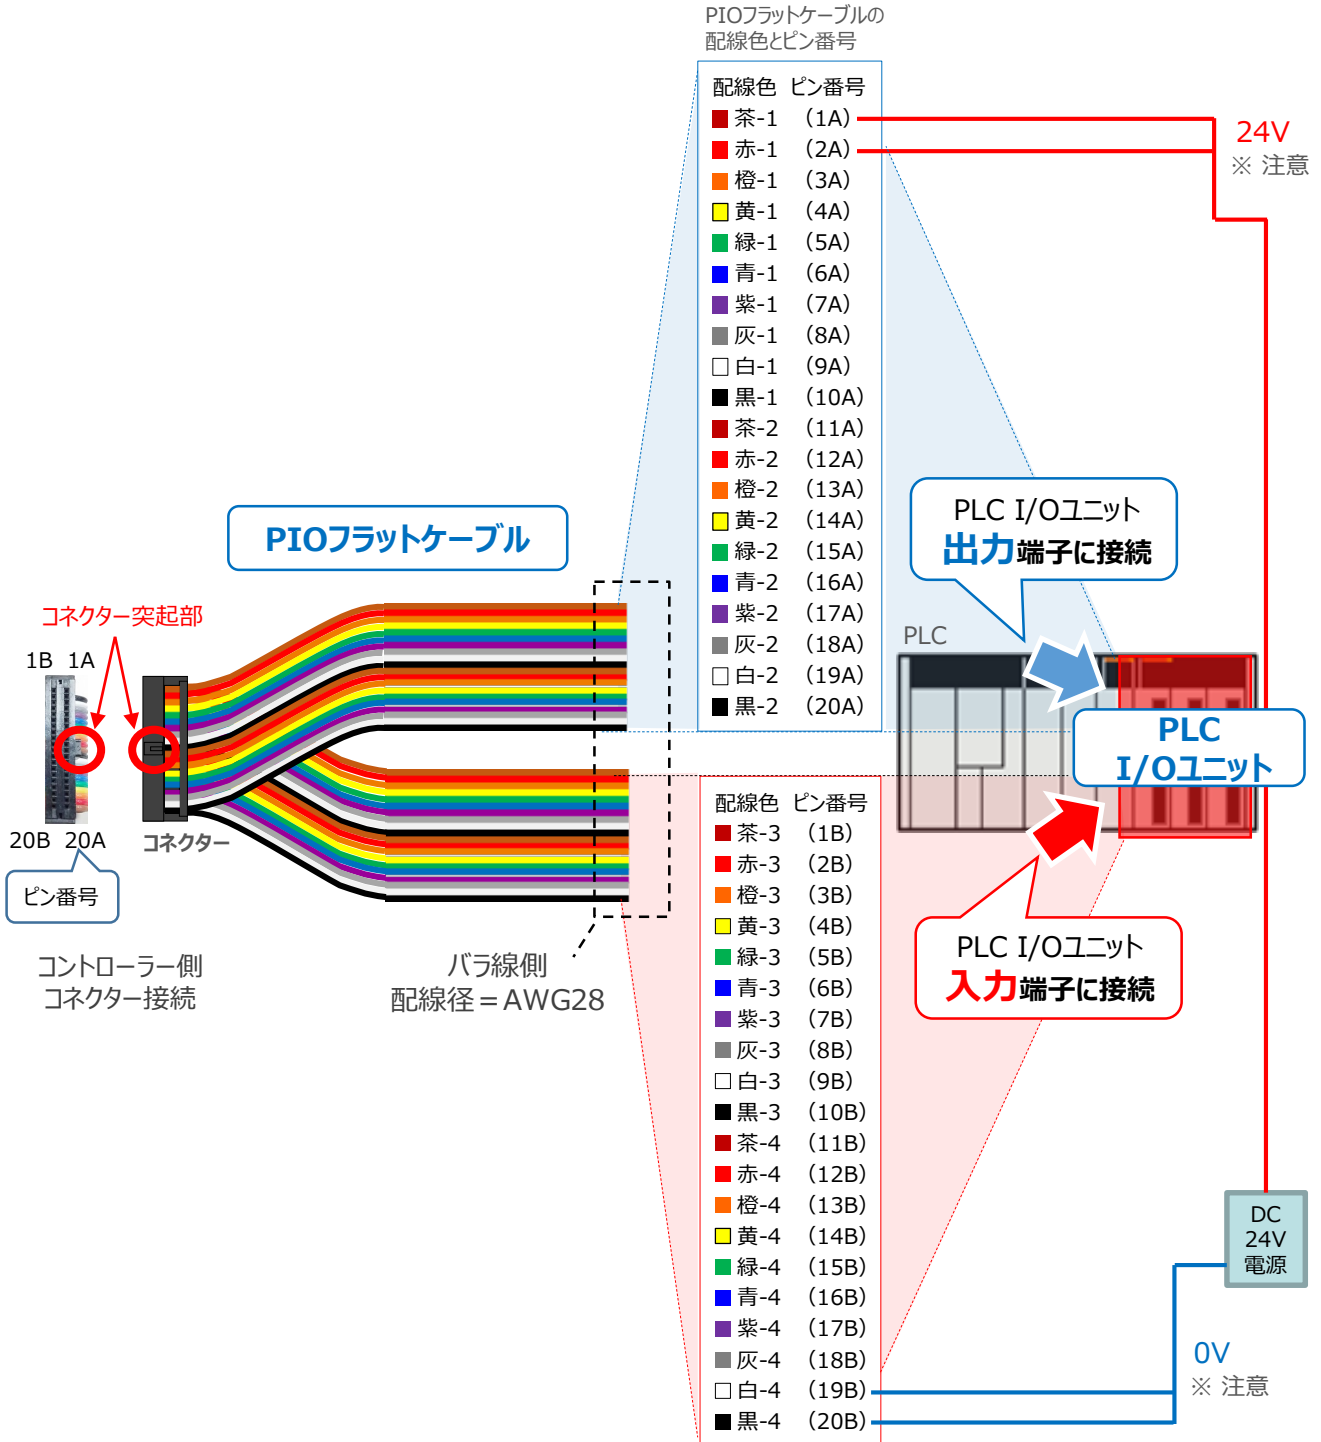 PIOフラットケーブルの
配線色とピン番号
配線色 ピン番号
茶-1 (1A)
赤-1 (2A)
橙-1 (3A)
黄-1 (4A)
緑-1 (5A)
青-1 (6A)
紫-1 (7A)
灰-1 (8A)
白-1 (9A)
黒-1 (10A)
茶-2 (11A)
赤-2 (12A)
橙-2 (13A)
黄-2 (14A)
緑-2 (15A)
青-2 (16A)
紫-2 (17A)
灰-2 (18A)
白-2 (19A)
黒-2 (20A)
24V
※ 注意
PIOフラットケーブル
PLC I/Oユニット
出力端子に接続
PLC
PLC
I/Oユニット
コネクター突起部
1B 1A
20B 20A
コネクター
ピン番号
コントローラー側
コネクター接続
バラ線側
配線径＝AWG28
配線色 ピン番号
茶-3 (1B)
赤-3 (2B)
橙-3 (3B)
黄-3 (4B)
緑-3 (5B)
青-3 (6B)
紫-3 (7B)
灰-3 (8B)
白-3 (9B)
黒-3 (10B)
茶-4 (11B)
赤-4 (12B)
橙-4 (13B)
黄-4 (14B)
緑-4 (15B)
青-4 (16B)
紫-4 (17B)
灰-4 (18B)
白-4 (19B)
黒-4 (20B)
PLC I/Oユニット
入力端子に接続
DC
24V
電源
0V
※ 注意